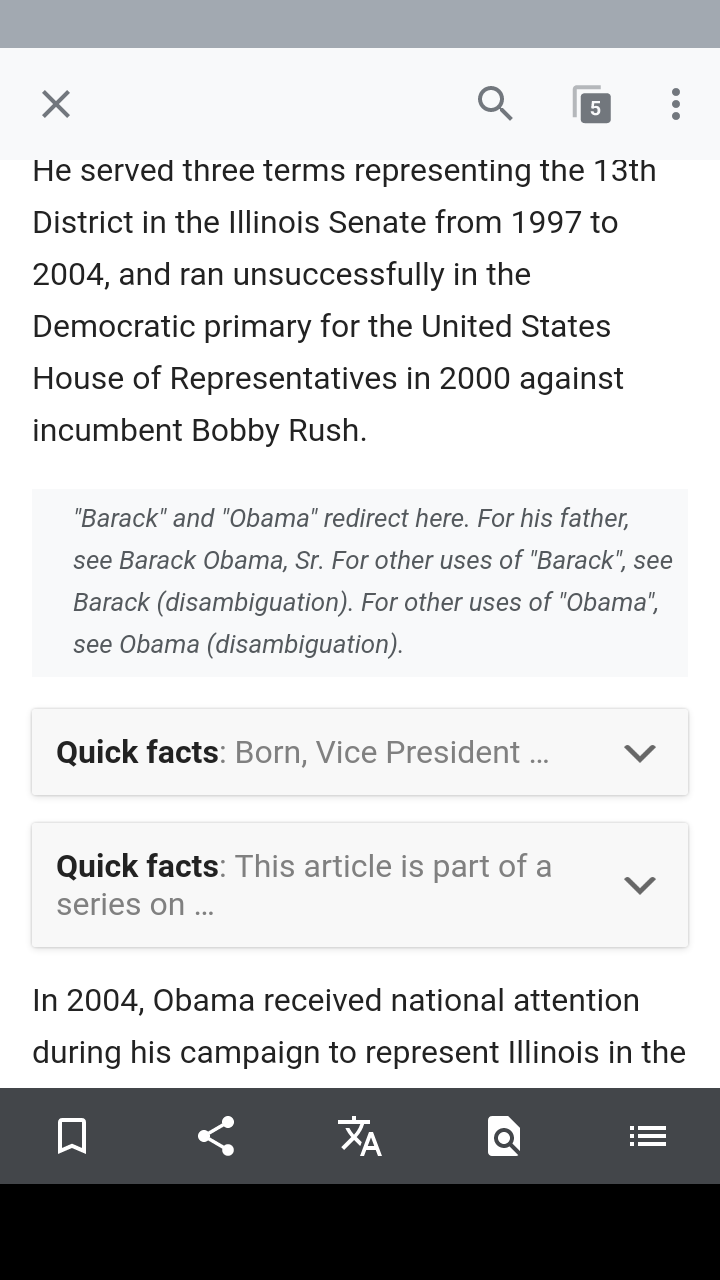 5
He served three terms representing the 13th
District in the Illinois Senate from 1997 to
2004, and ran unsuccessfully in the
Democratic primary for the United States
House of Representatives in 2000 against
incumbent Bobby Rush.
"Barack" and "Obama" redirect here. For his father,
see Barack Obama, Sr. For other uses of "Barack", see
Barack (disambiguation). For other uses of "Obama",
see Obama (disambiguation).
Quick facts: Born, Vice President ...
Quick facts: This article is part of a
series on ...
In 2004, Obama received national attention
during his campaign to represent Illinois in the